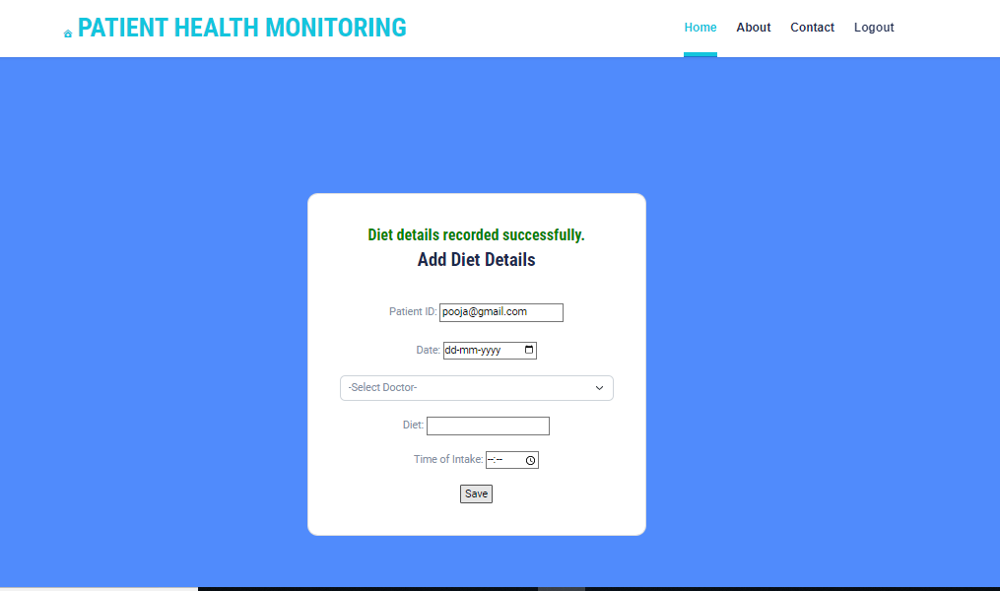 PATIENT HEALTH MONITORING
Home About Contact Logout
Diet details recorded successfully.
Add Diet Details
Patient ID: pooja@gmail.com
Date: dd-mm-yyyy
-Select Doctor-
Diet:
Time of Intake: --:--
Save